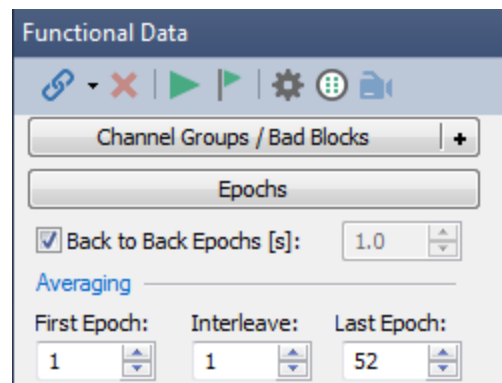 Functional Data
Channel Groups / Bad Blocks +
Epochs
Back to Back Epochs [s]: 1.0
Averaging
First Epoch: Interleave: Last Epoch:
1 1 52